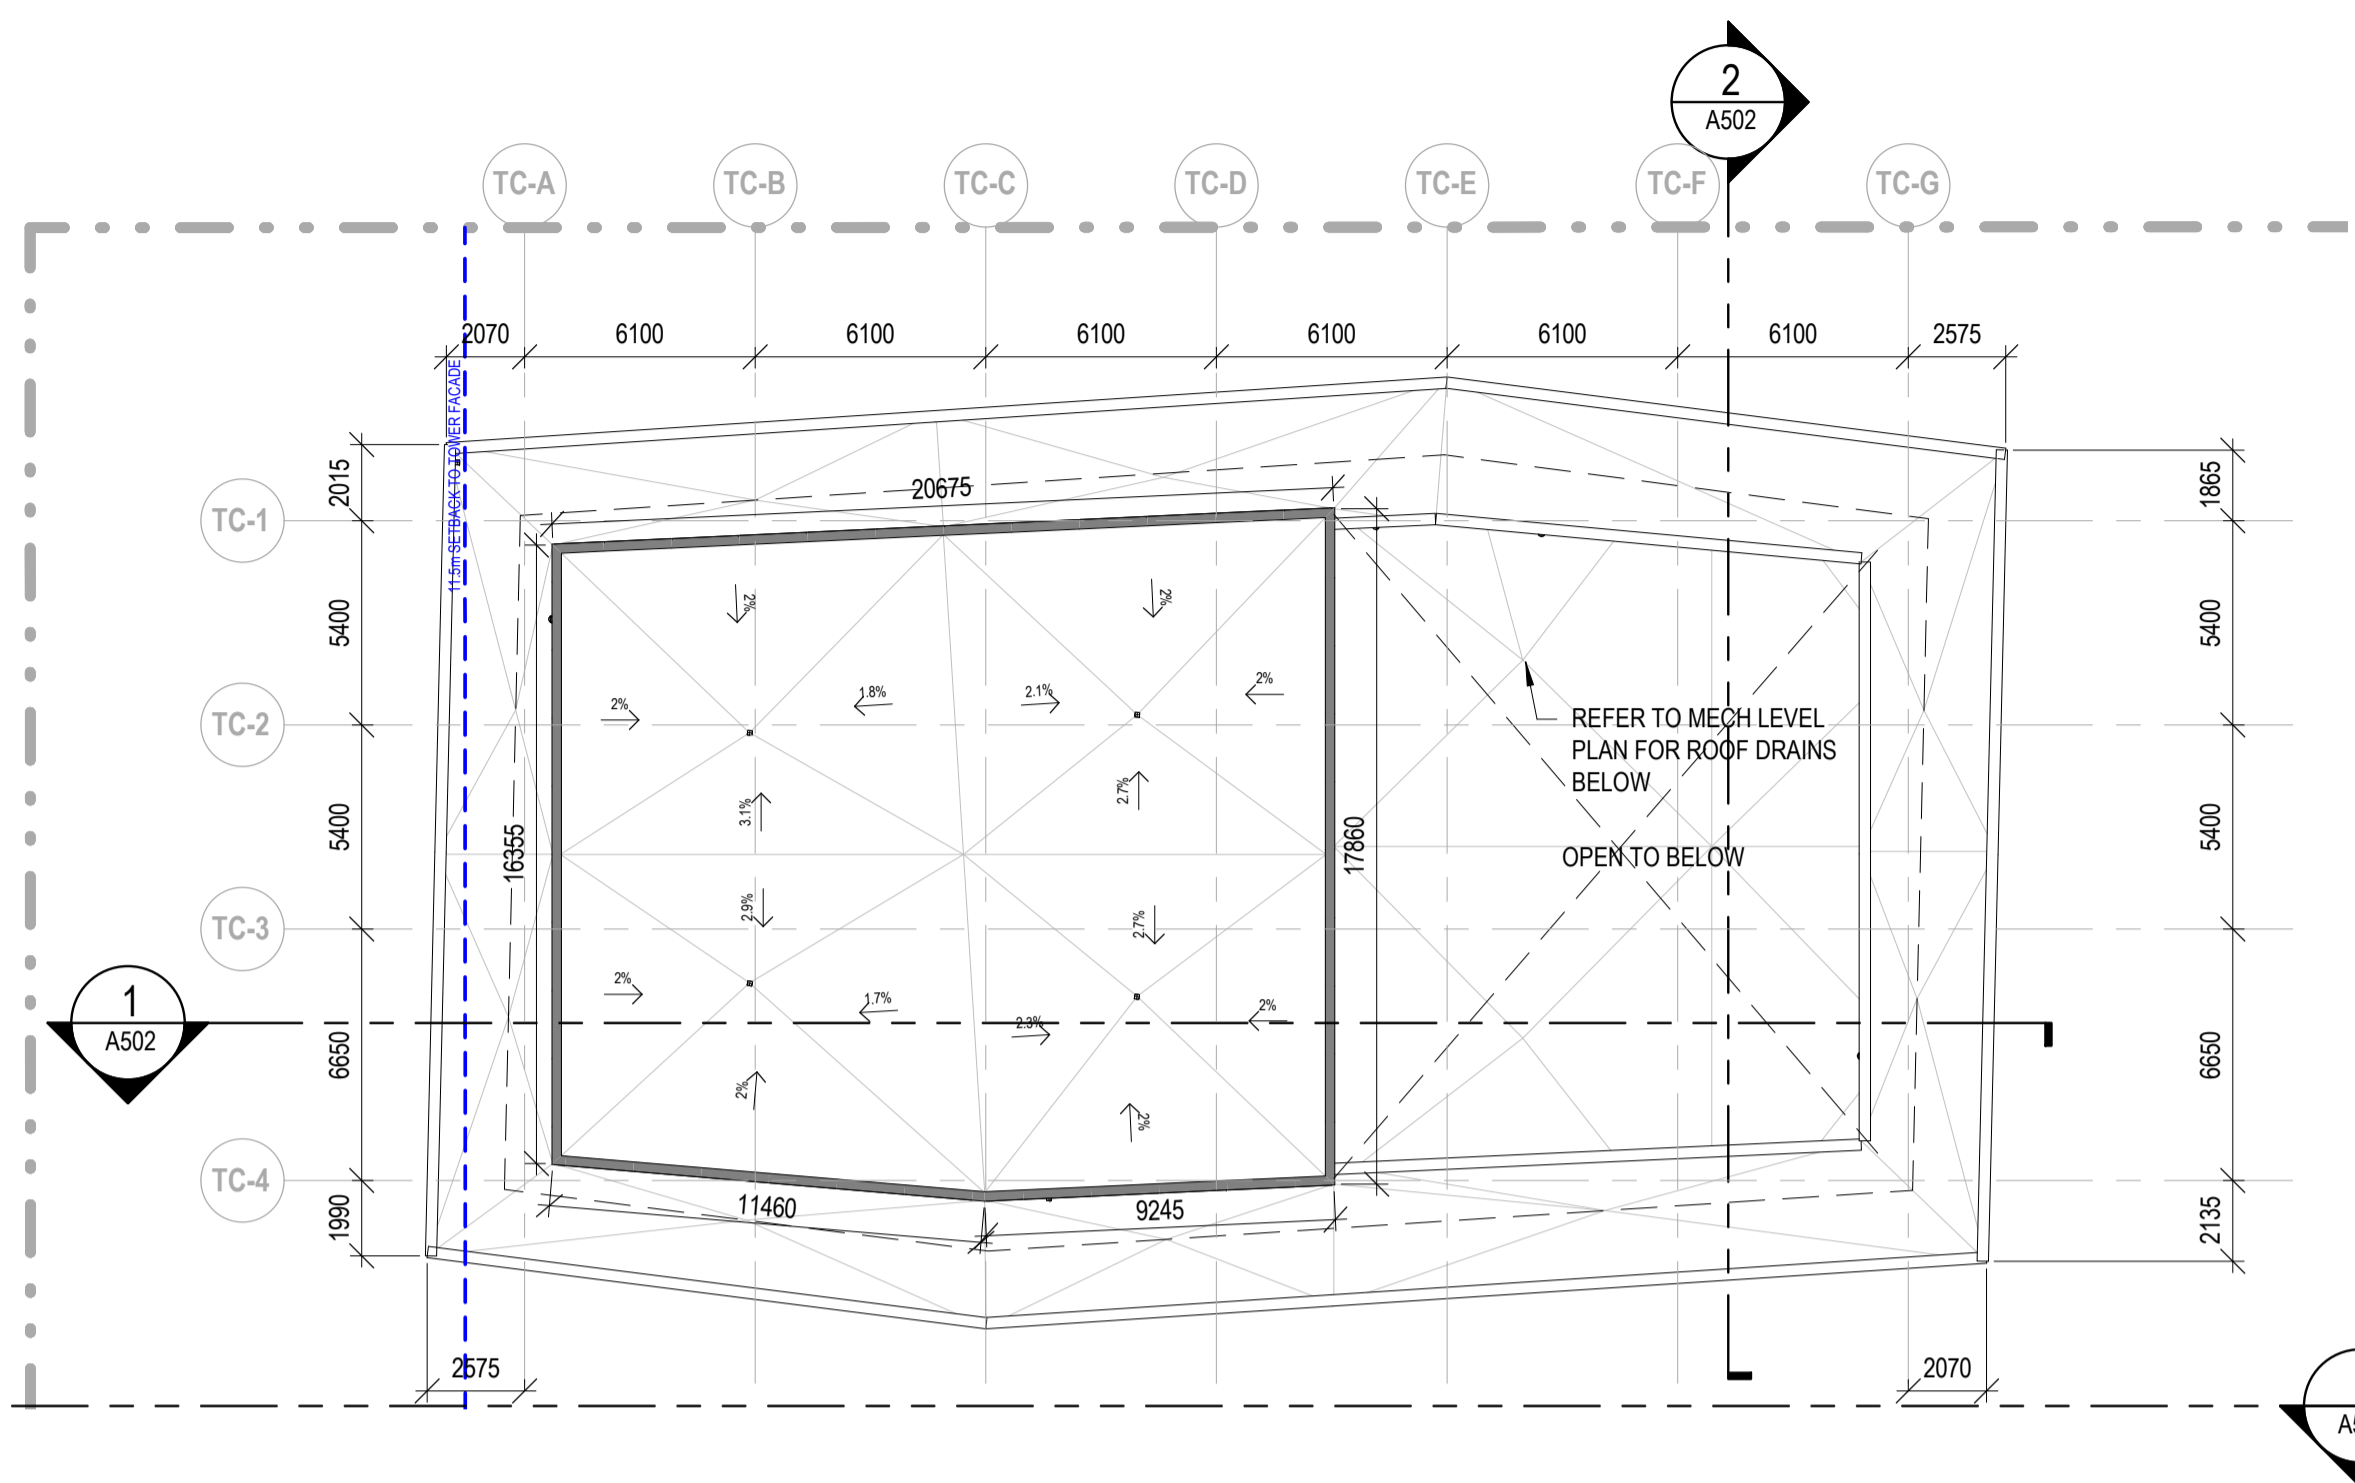 2
A502
TC-A
TC-B
TC-C
TC-D
TC-E
TC-F
TC-G
2070
6100
6100
6100
6100
6100
6100
2575
11.5m SETBACK TO TOWER FACADE
2015
1865
20675
TC-1
5400
2%
2%
5400
2%
1.8%
2.1%
2%
TC-2
REFER TO MECH LEVEL
PLAN FOR ROOF DRAINS
BELOW
3.1%
2.7%
5400
16355
17860
OPEN TO BELOW
5400
2.9%
2.7%
TC-3
1
A502
2%
1.7%
2.3%
2%
6650
6650
2%
2%
TC-4
1990
11460
9245
2135
2575
2070